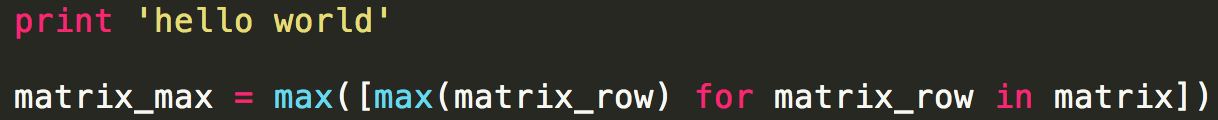 print 'hello world'
matrix_max = max([max(matrix_row) for matrix_row in matrix])